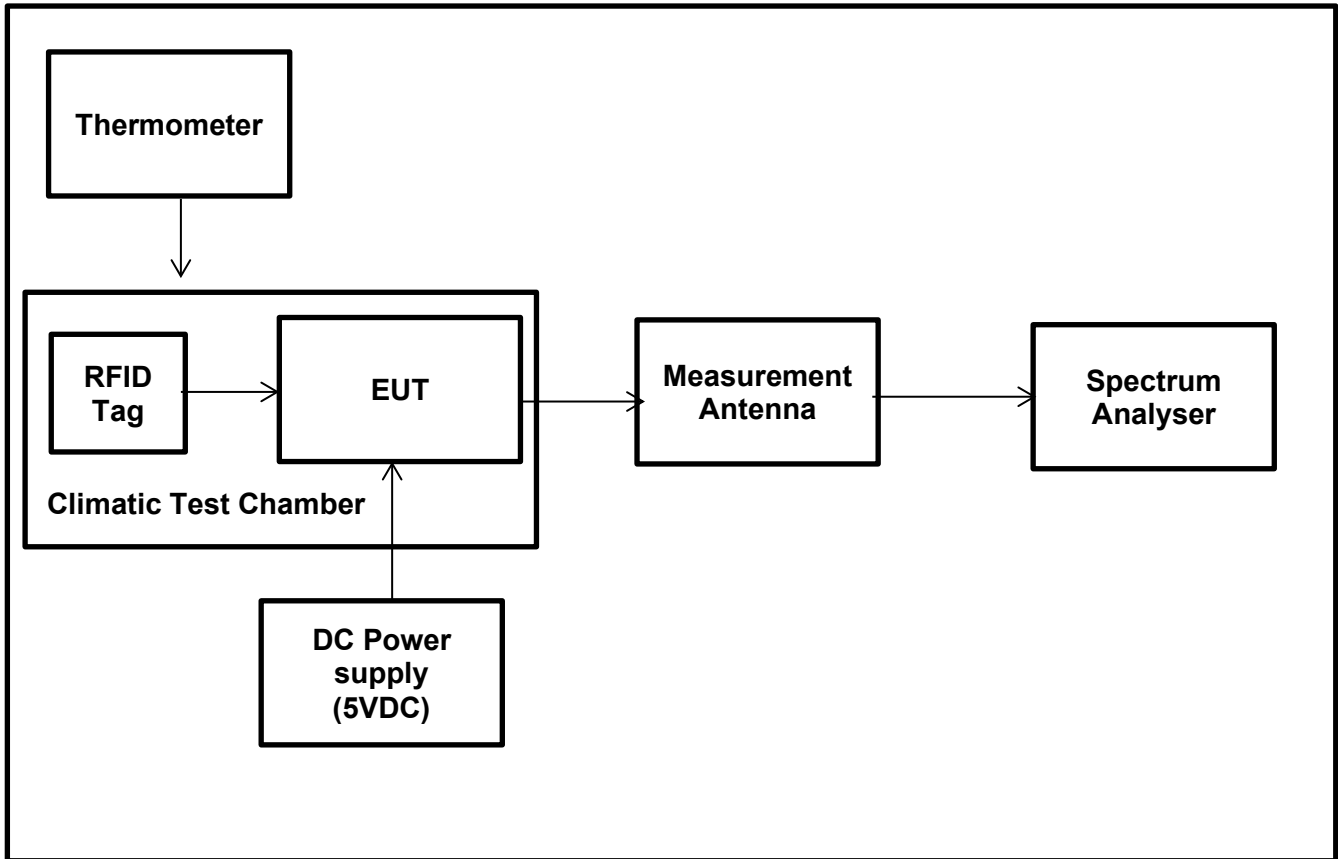 Thermometer
RFID
Tag
EUT
Climatic Test Chamber
Measurement
Antenna
Spectrum
Analyser
DC Power
supply
(5VDC)